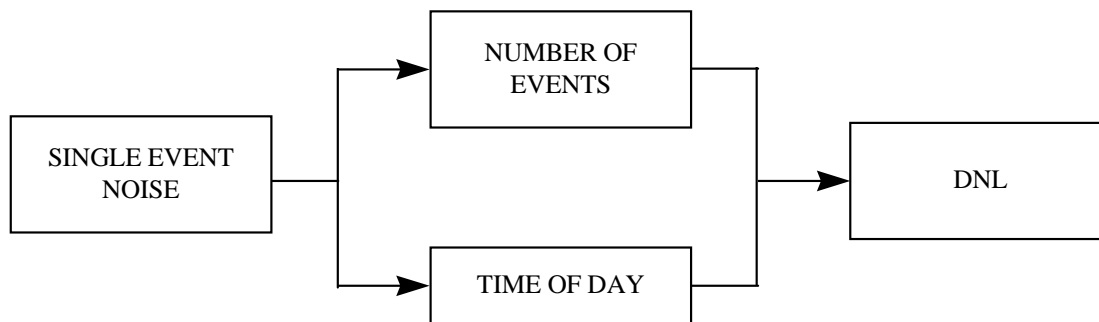 SINGLE EVENT
NOISE
NUMBER OF
EVENTS
TIME OF DAY
DNL